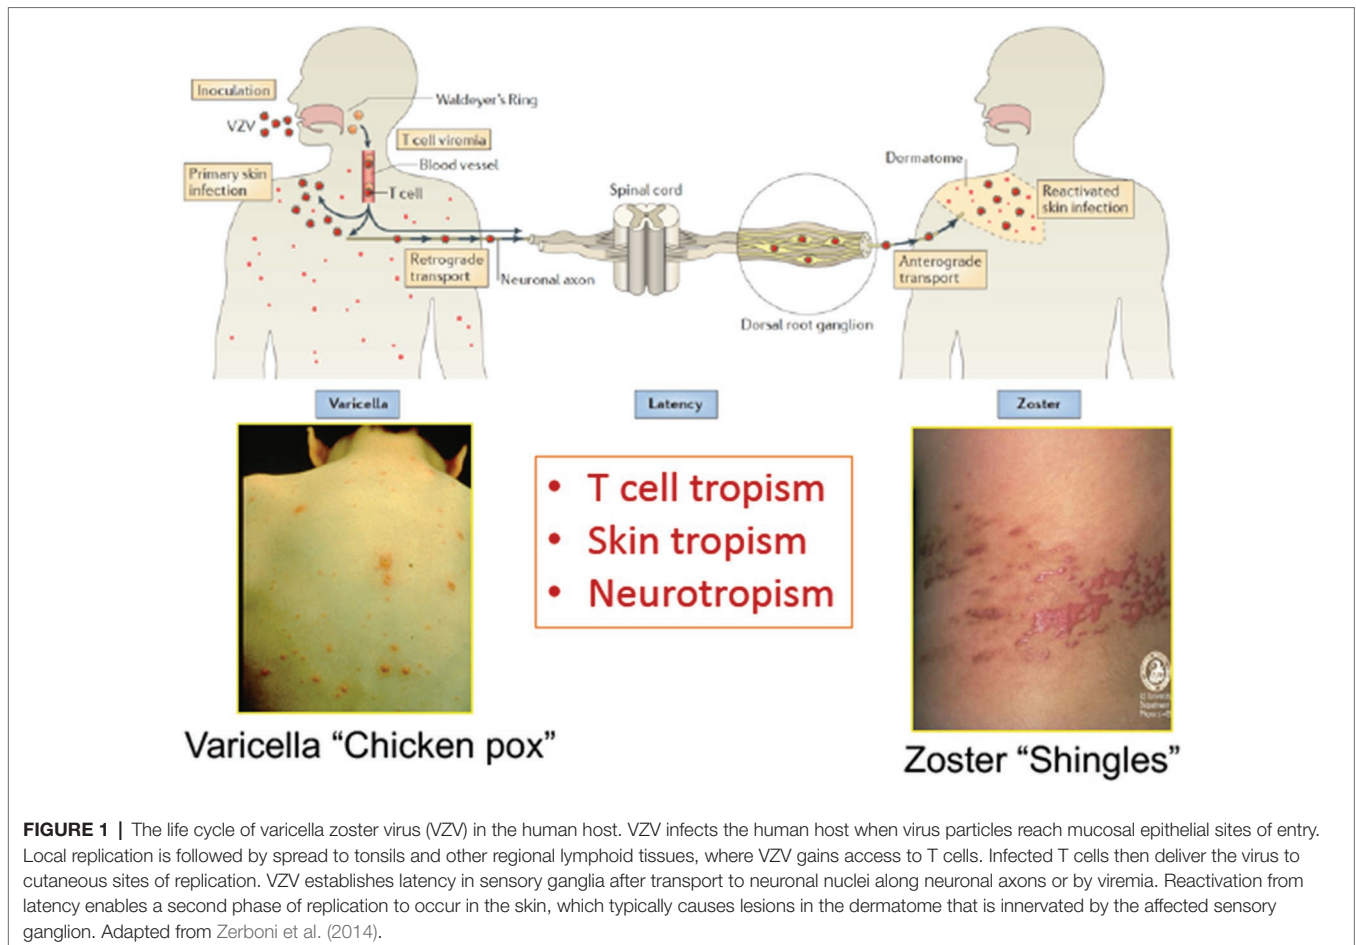 Inoculation
VZV
Waldeyer's Ring
T cell viremia
Blood vessel
T cell
Primary skin
infection
Retrograde
transport
Neuronal axon
Spinal cord
Dorsal root ganglion
Dermatome
Reactivated
skin infection
Anterograde
transport
Varicella
Latency
Zoster
• T cell tropism
• Skin tropism
• Neurotropism
Varicella “Chicken pox”
Zoster “Shingles”
FIGURE 1 | The life cycle of varicella zoster virus (VZV) in the human host. VZV infects the human host when virus particles reach mucosal epithelial sites of entry.
Local replication is followed by spread to tonsils and other regional lymphoid tissues, where VZV gains access to T cells. Infected T cells then deliver the virus to
cutaneous sites of replication. VZV establishes latency in sensory ganglia after transport to neuronal nuclei along neuronal axons or by viremia. Reactivation from
latency enables a second phase of replication to occur in the skin, which typically causes lesions in the dermatome that is innervated by the affected sensory
ganglion. Adapted from Zerboni et al. (2014).